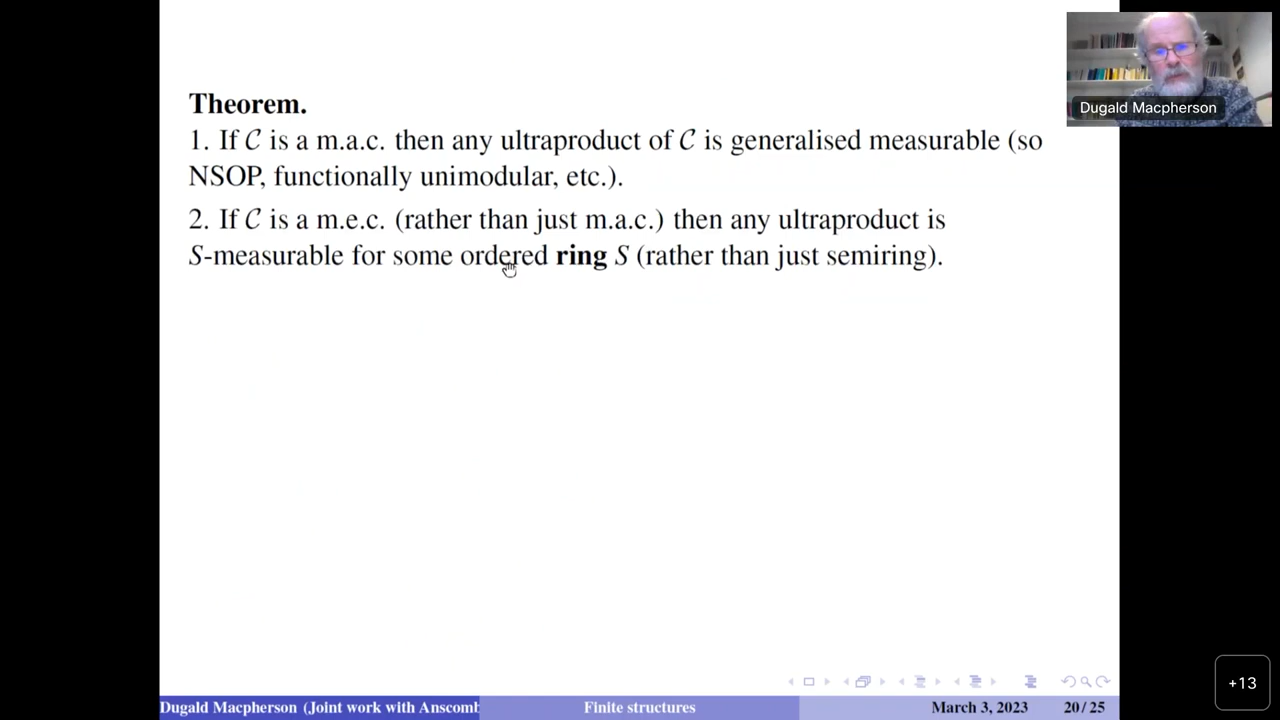 Theorem.
1. If 𝒞 is a m.a.c. then any ultraproduct of 𝒞 is generalised measurable (so
NSOP, functionally unimodular, etc.).
2. If 𝒞 is a m.e.c. (rather than just m.a.c.) then any ultraproduct is
S-measurable for some ordered ring S (rather than just semiring).
Dugald Macpherson
+13
Dugald Macpherson (Joint work with Anscomb
Finite structures
March 3, 2023
20 / 25